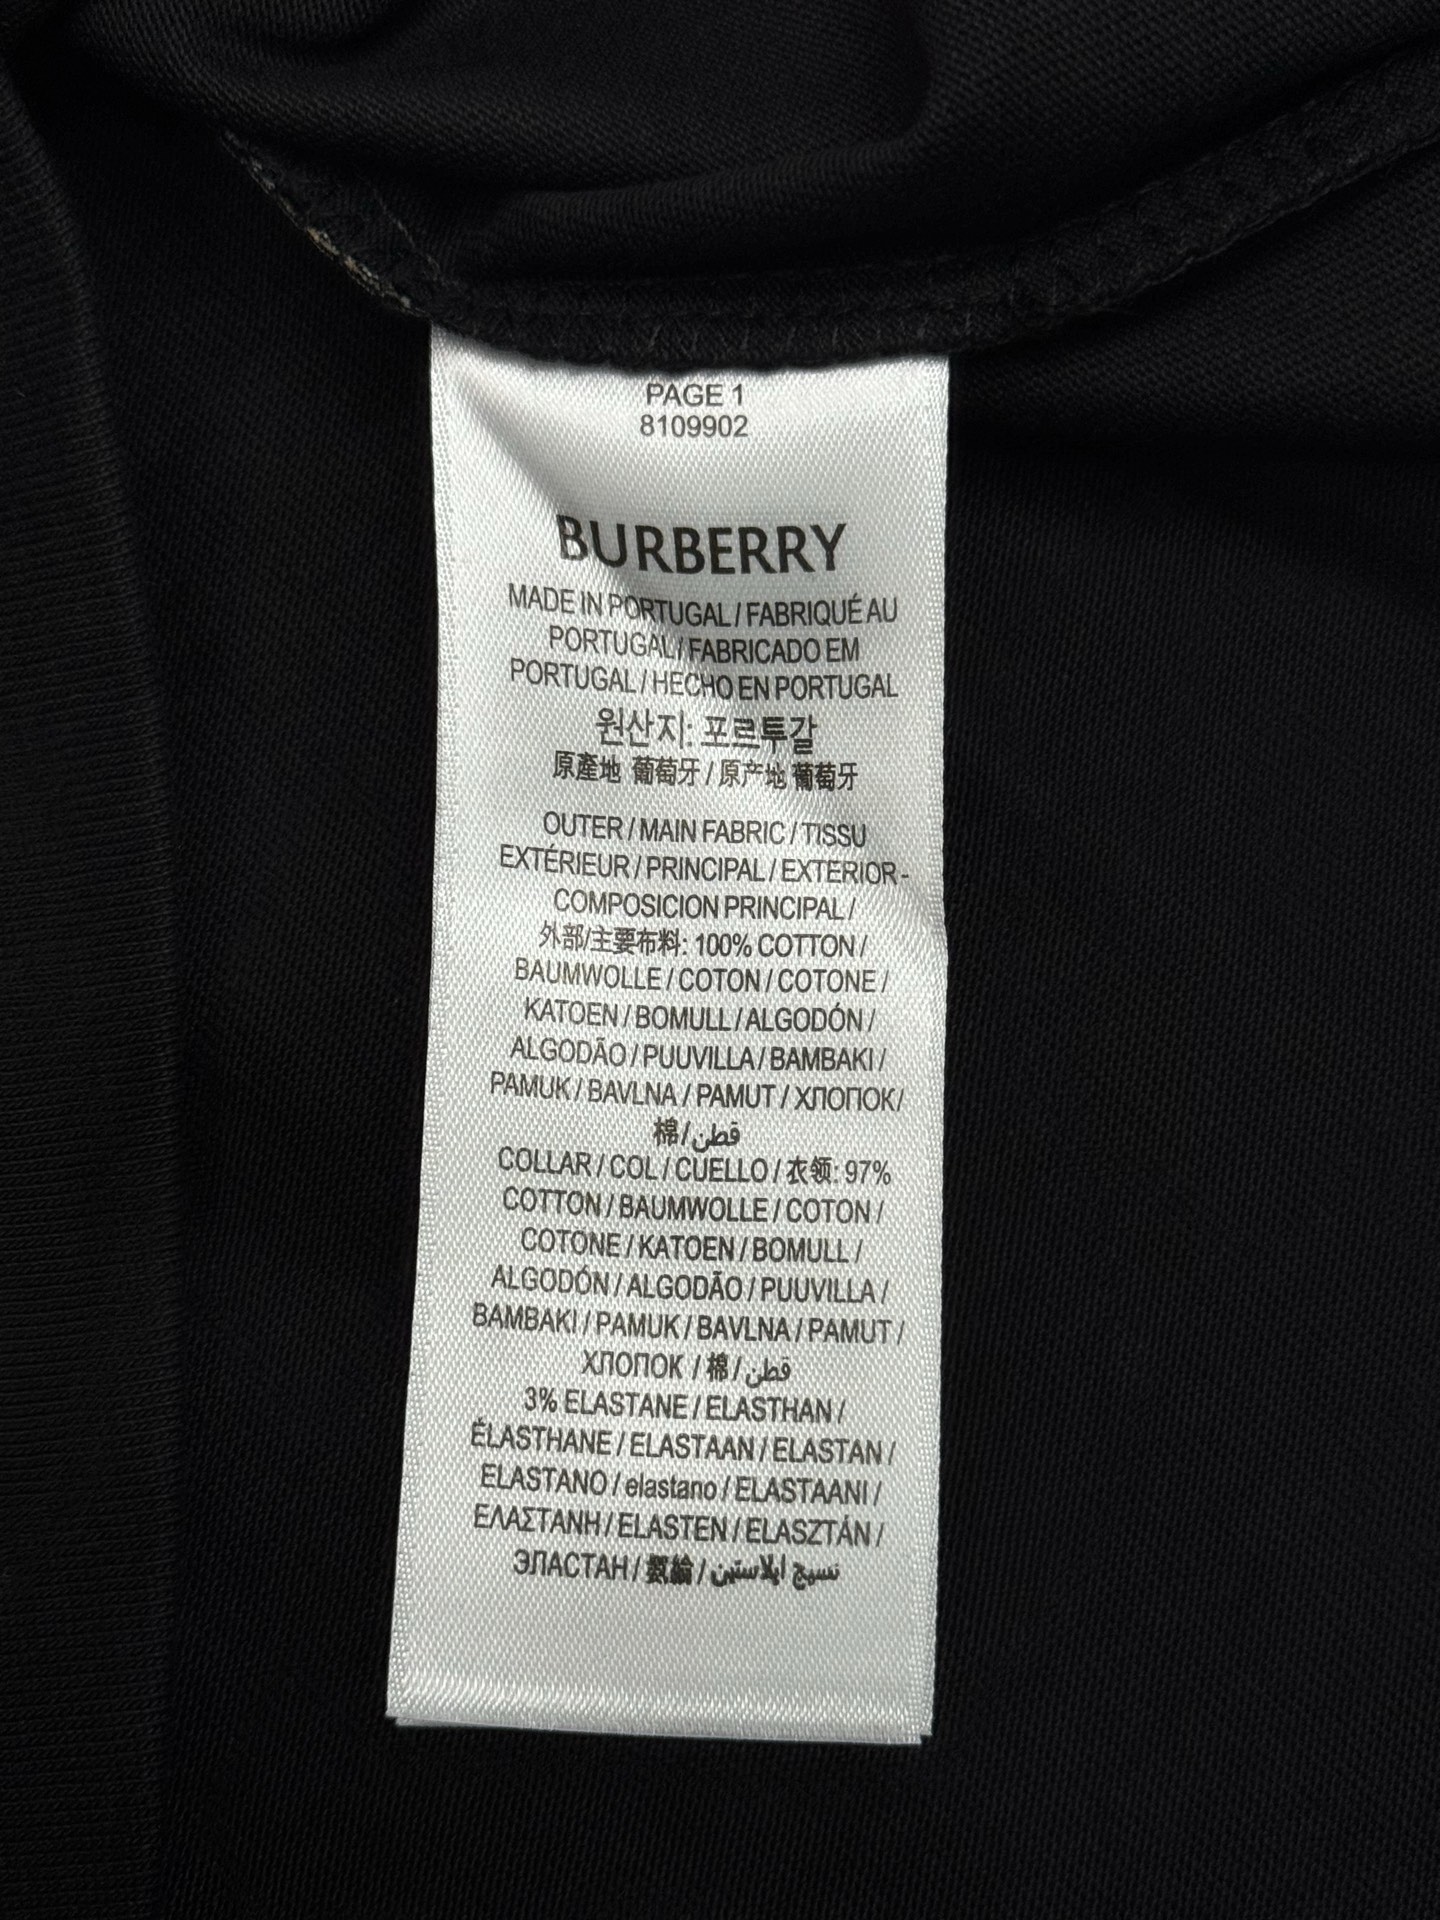 PAGE 1
8109902
BURBERRY
MADE IN PORTUGAL / FABRIQUÉ AU
PORTUGAL / FABRICADO EM
PORTUGAL / HECHO EN PORTUGAL
원산지: 포르투갈
原產地 葡萄牙 / 原产地 葡萄牙
OUTER / MAIN FABRIC / TISSU
EXTÉRIEUR / PRINCIPAL / EXTERIOR-
COMPOSICION PRINCIPAL /
外部/主要布料: 100% COTTON /
BAUMWOLLE / COTON / COTONE /
KATOEN / BOMULL / ALGODÓN /
ALGODÃO / PUUVILLA / BAMBAKI /
PAMUK / BAVLNA / PAMUT / ХЛОПОК/
棉/قطن
COLLAR / COL / CUELLO / 衣领: 97%
COTTON / BAUMWOLLE / COTON /
COTONE / KATOEN / BOMULL /
ALGODÓN / ALGODÃO / PUUVILLA /
BAMBAKI / PAMUK / BAVLNA / PAMUT /
ХЛОПОК / 棉 / قطن
3% ELASTANE / ELASTHAN /
ÉLASTHANE / ELASTAAN / ELASTAN /
ELASTANO / elastano / ELASTAANI /
ΕΛΑΣΤΑΝΗ / ELASTEN / ELASZTÁN /
ЭЛАСТАН / 氨綸 / نسيج ايلاستين